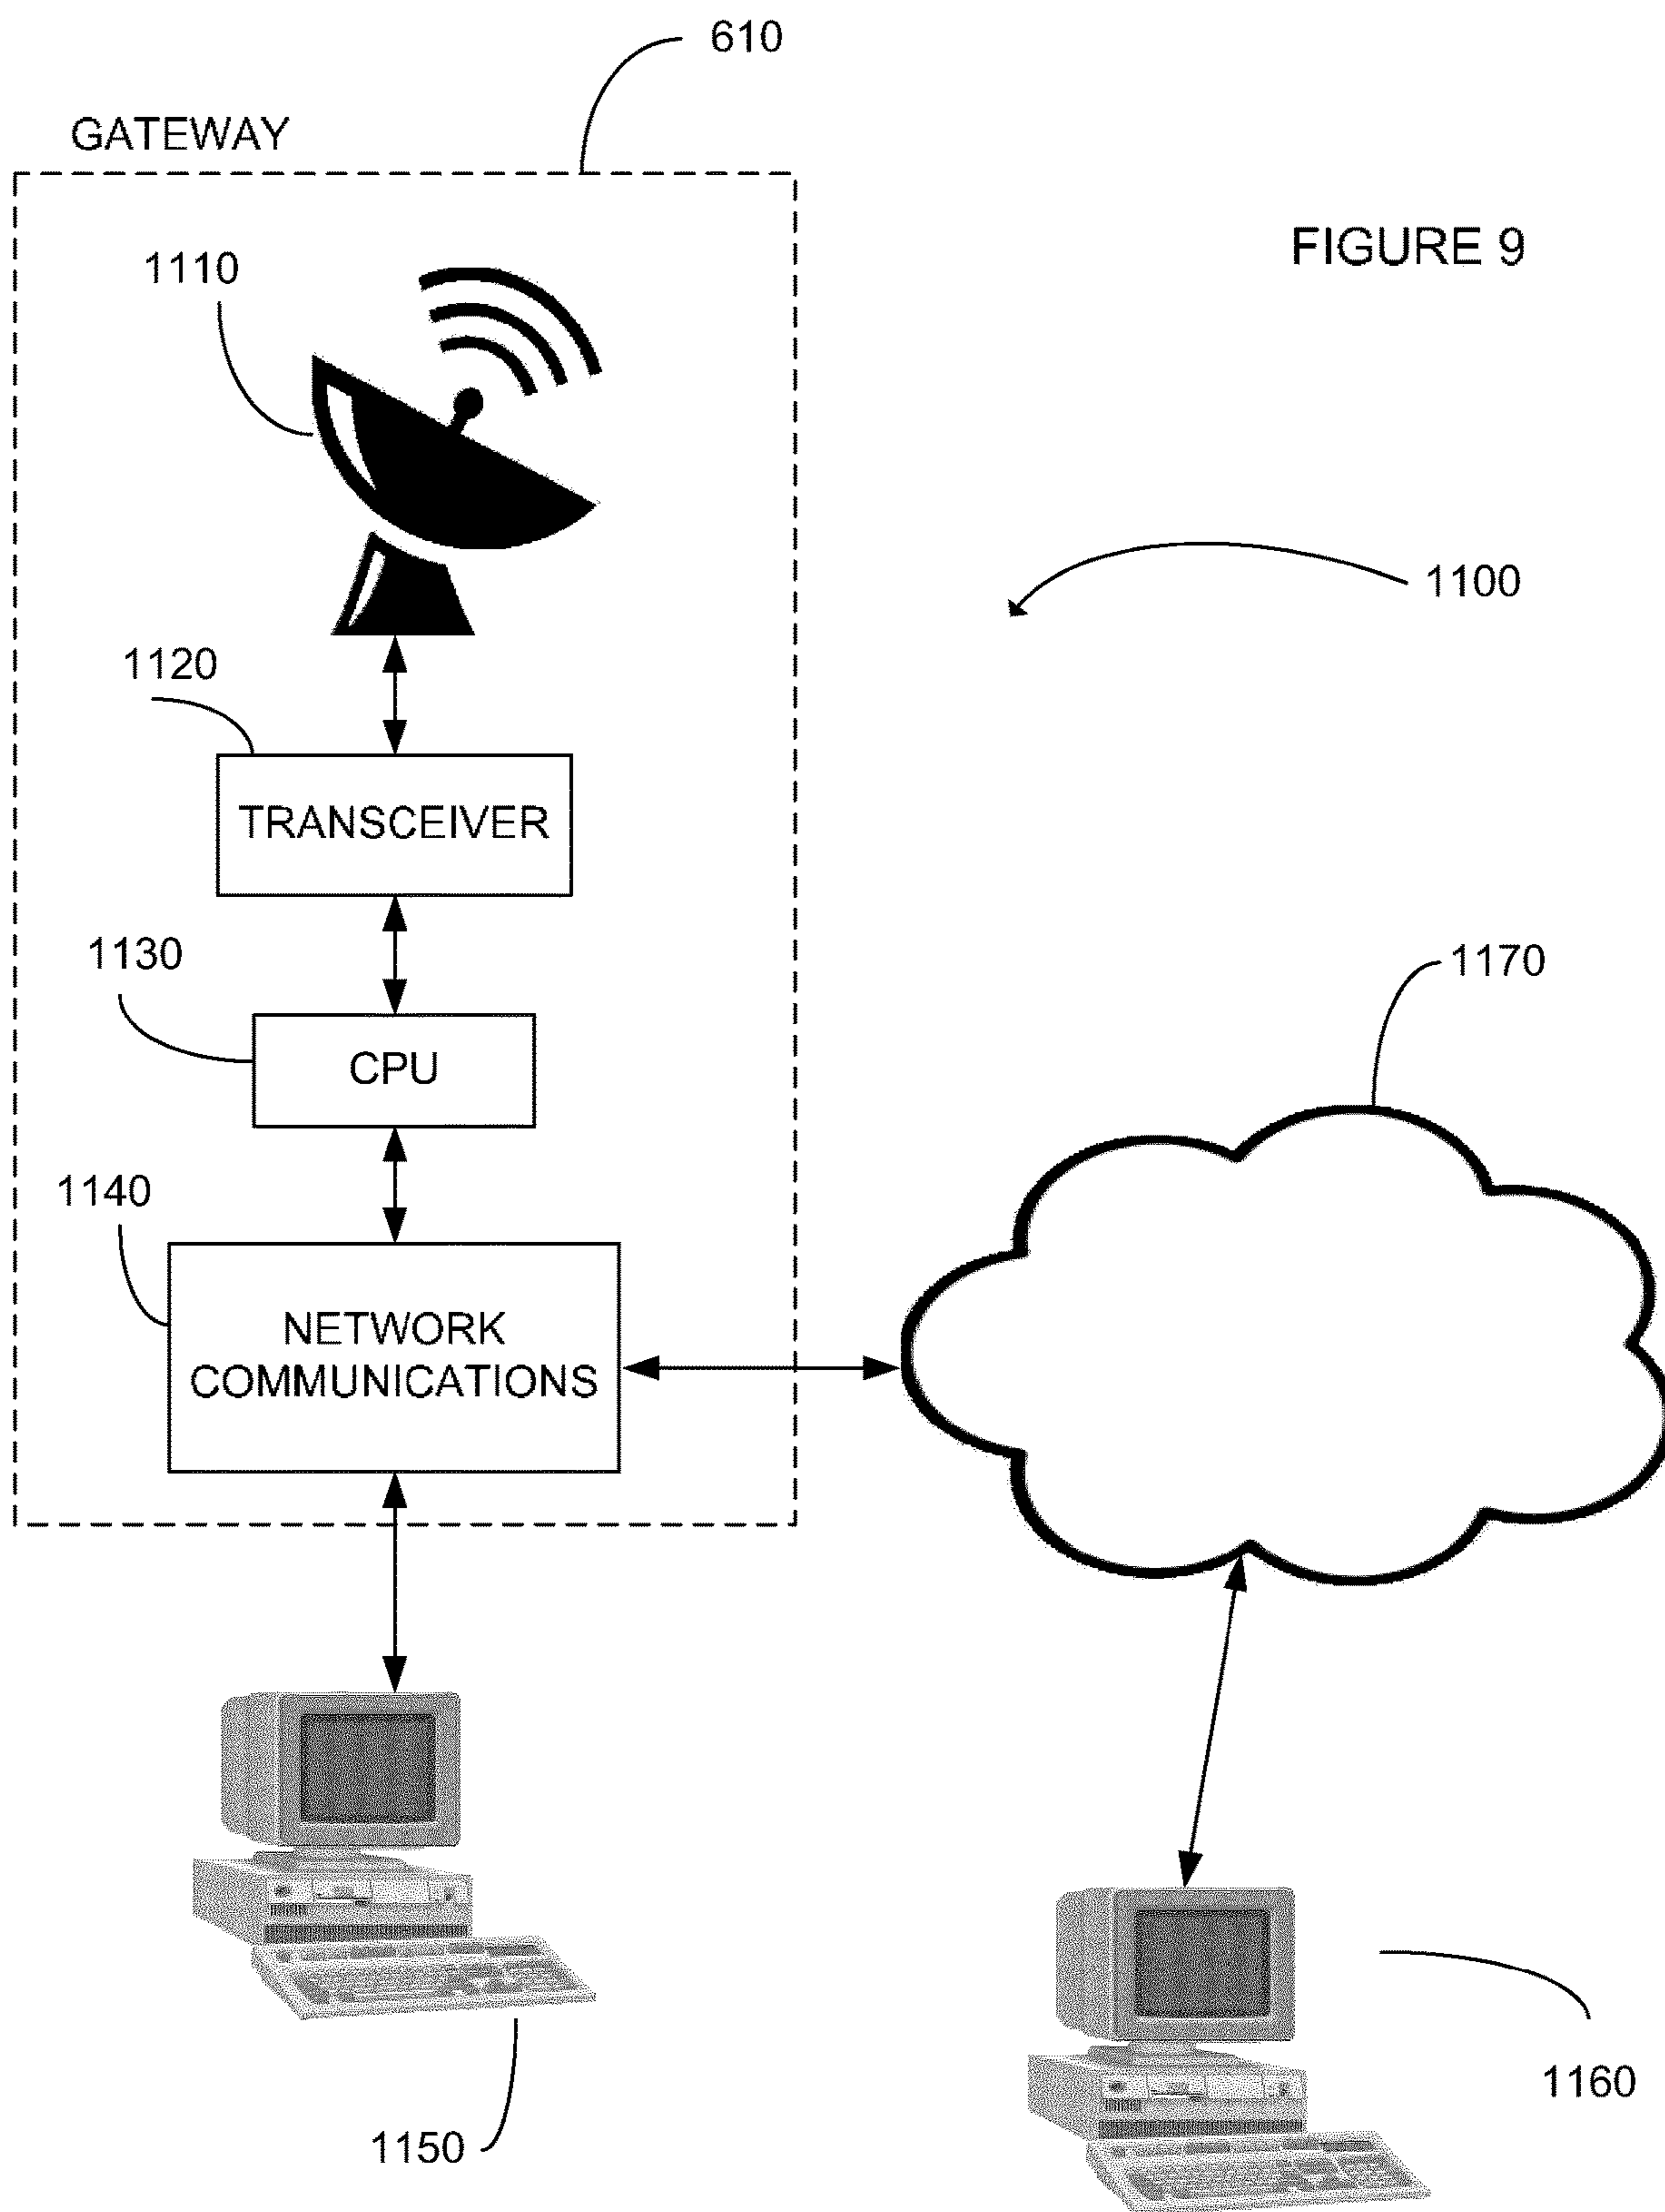 610
GATEWAY
FIGURE 9
1110
1100
1120
TRANSCEIVER
1130
1170
CPU
1140
NETWORK
COMMUNICATIONS
1160
1150